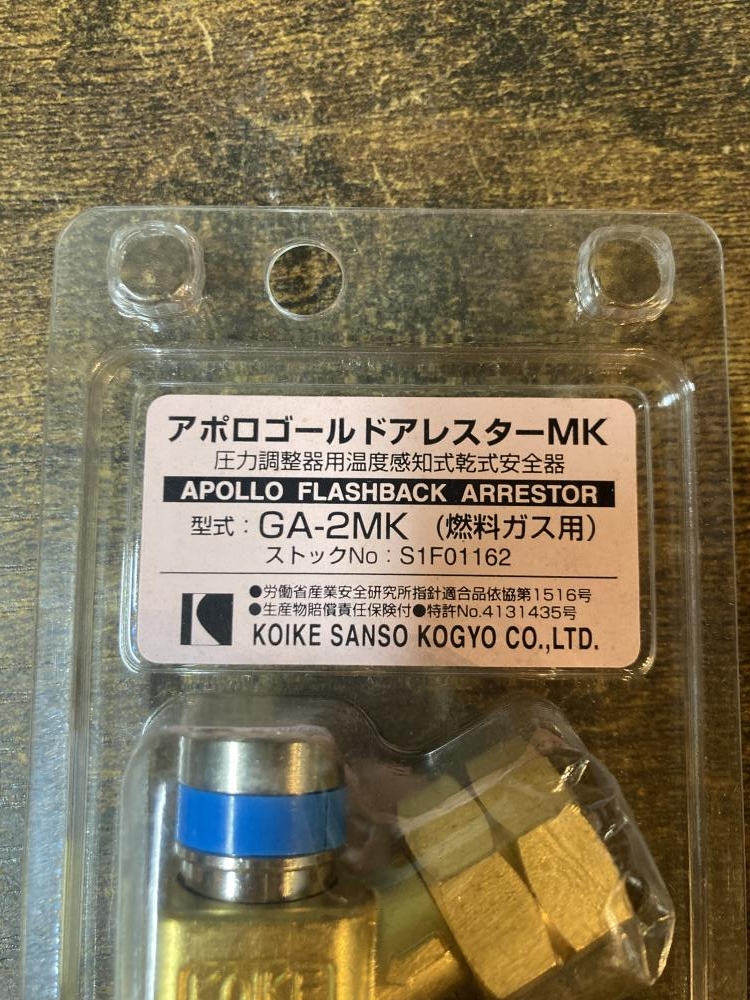 アポロゴールドアレスターMK
圧力調整器用温度感知式乾式安全器
APOLLO FLASHBACK ARRESTOR
型式：GA-2MK （燃料ガス用）
ストックNo：S1F01162
●労働省産業安全研究所指針適合品依協第1516号
●生産物賠償責任保険付●特許No.4131435号
KOIKE SANSO KOGYO CO.,LTD.
KOIKE